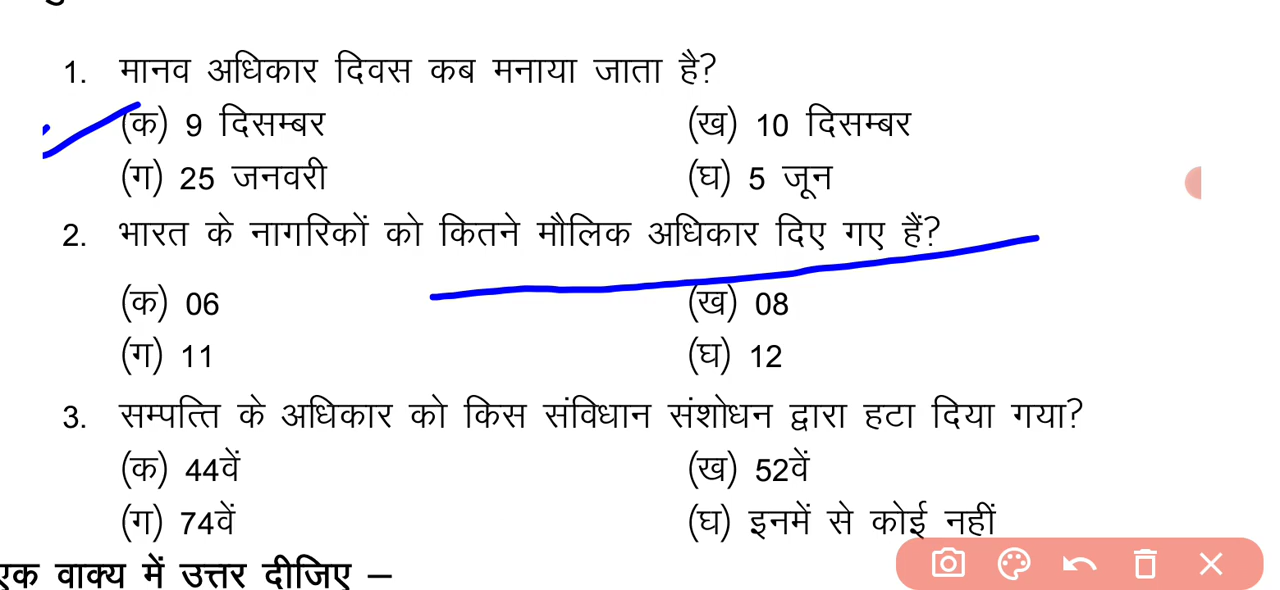 1. मानव अधिकार दिवस कब मनाया जाता है?
(क) 9 दिसम्बर (ख) 10 दिसम्बर
(ग) 25 जनवरी (घ) 5 जून
2. भारत के नागरिकों को कितने मौलिक अधिकार दिए गए हैं?
(क) 06 (ख) 08
(ग) 11 (घ) 12
3. सम्पत्ति के अधिकार को किस संविधान संशोधन द्वारा हटा दिया गया?
(क) 44वें (ख) 52वें
(ग) 74वें (घ) इनमें से कोई नहीं
एक वाक्य में उत्तर दीजिए –